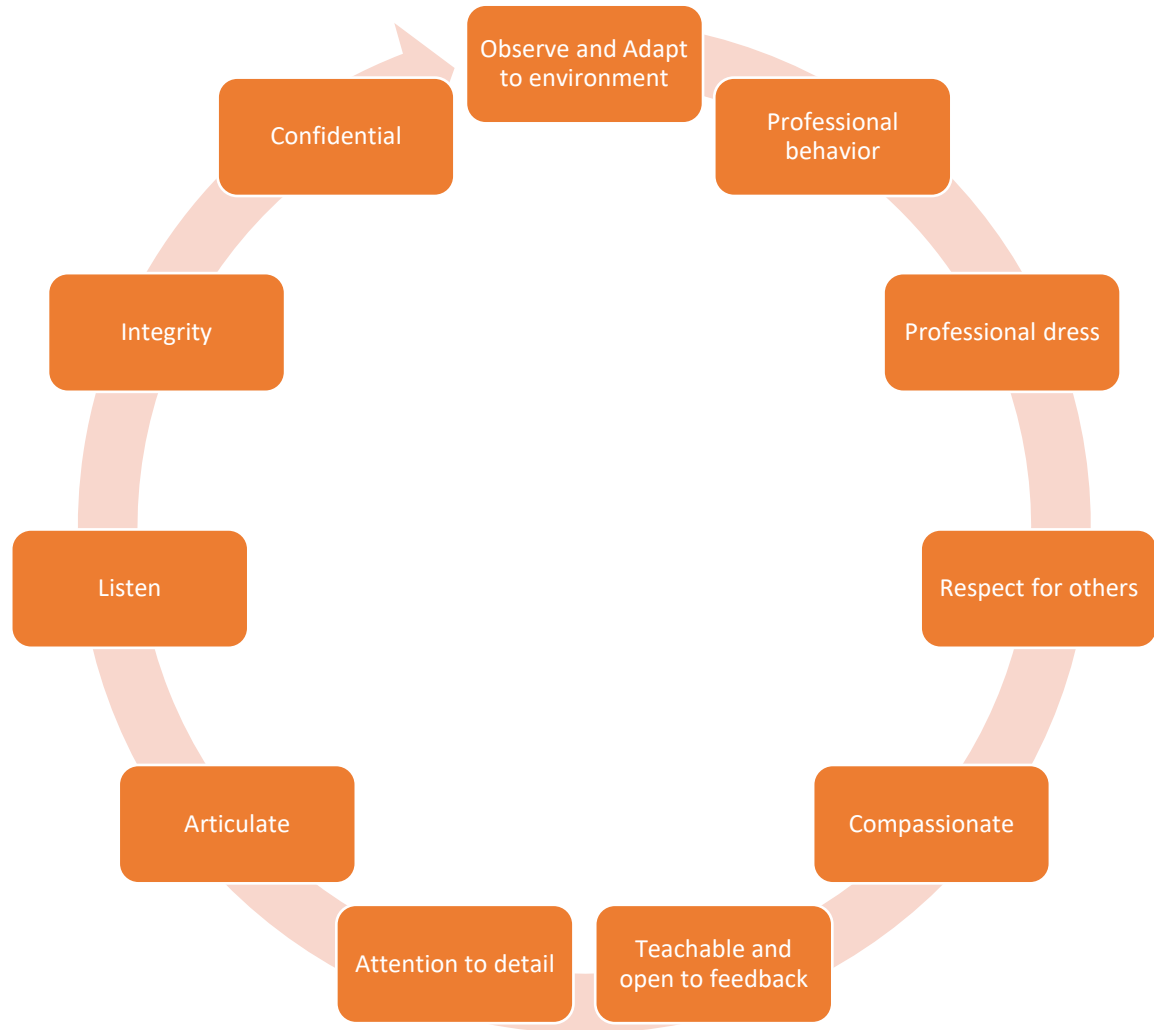 Observe and Adapt
to environment
Professional
behavior
Professional dress
Respect for others
Compassionate
Teachable and
open to feedback
Attention to detail
Articulate
Listen
Integrity
Confidential